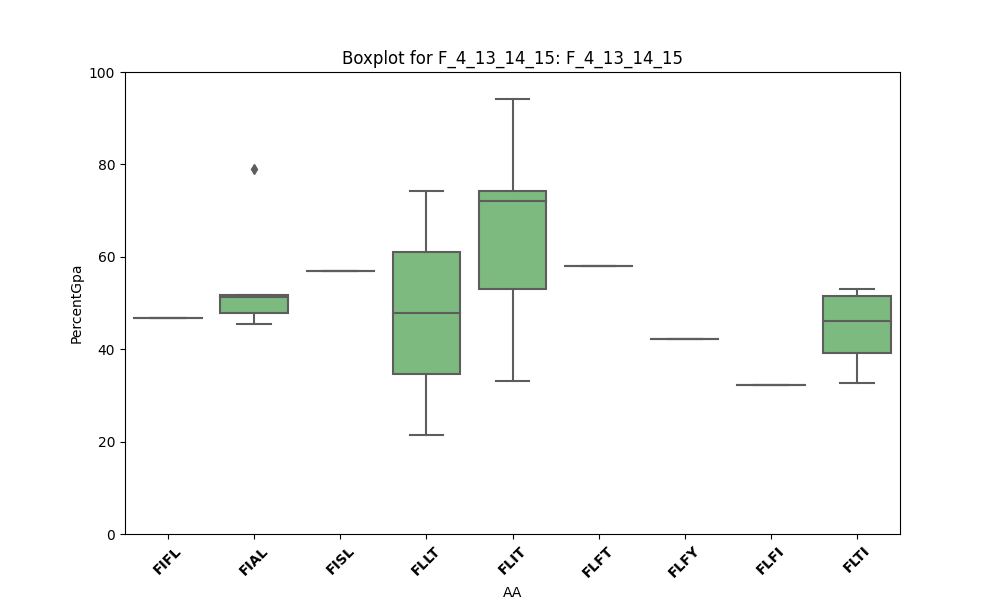 Boxplot for F_4_13_14_15: F_4_13_14_15
100
80
60
40
20
0
PercentGpa
FIFL
FIAL
FISL
FLLT
FLIT
FLFT
FLFY
FLFI
FLTI
AA